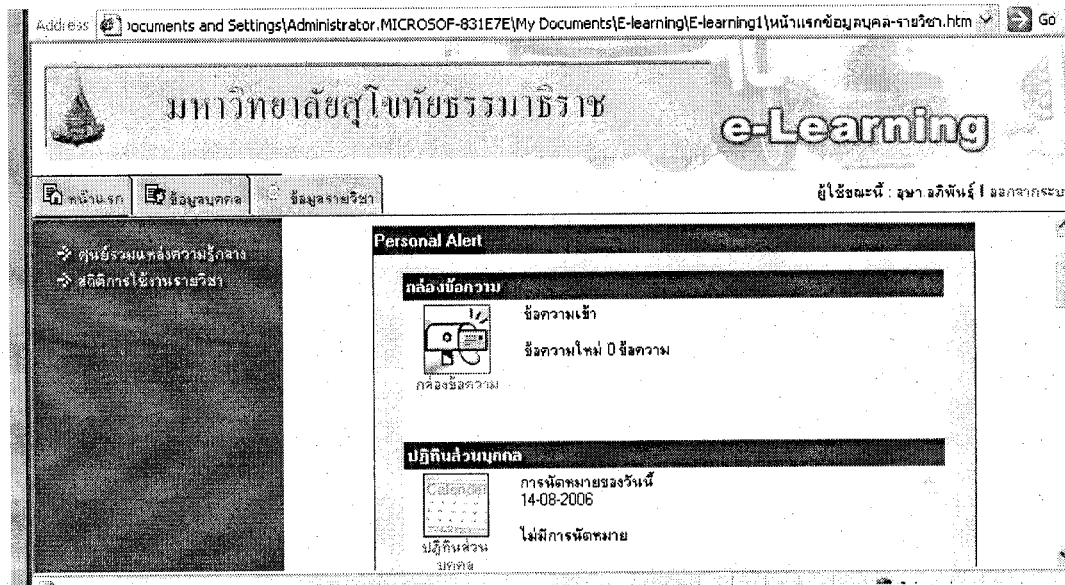 Address ocuments and Settings\Administrator.MICROSOF-831E7E\My Documents\E-learning\E-learning1\หน้าแรกข้อมูลบุคคล-รายวิชา.htm Go
มหาวิทยาลัยสุโขทัยธรรมาธิราช
e-Learning
หน้าแรก ข้อมูลบุคคล ข้อมูลรายวิชา
ผู้ใช้ขณะนี้ : อุษา อภิพันธุ์ | ออกจากระบ
ศูนย์รวมแหล่งความรู้กลาง
สถิติการใช้งานรายวิชา
Personal Alert
กล่องข้อความ
ข้อความเข้า
ข้อความใหม่ 0 ข้อความ
กล่องข้อความ
ปฏิทินส่วนบุคคล
Calendar
การนัดหมายของวันนี้
14-08-2006
ไม่มีการนัดหมาย
ปฏิทินส่วน
บุคคล